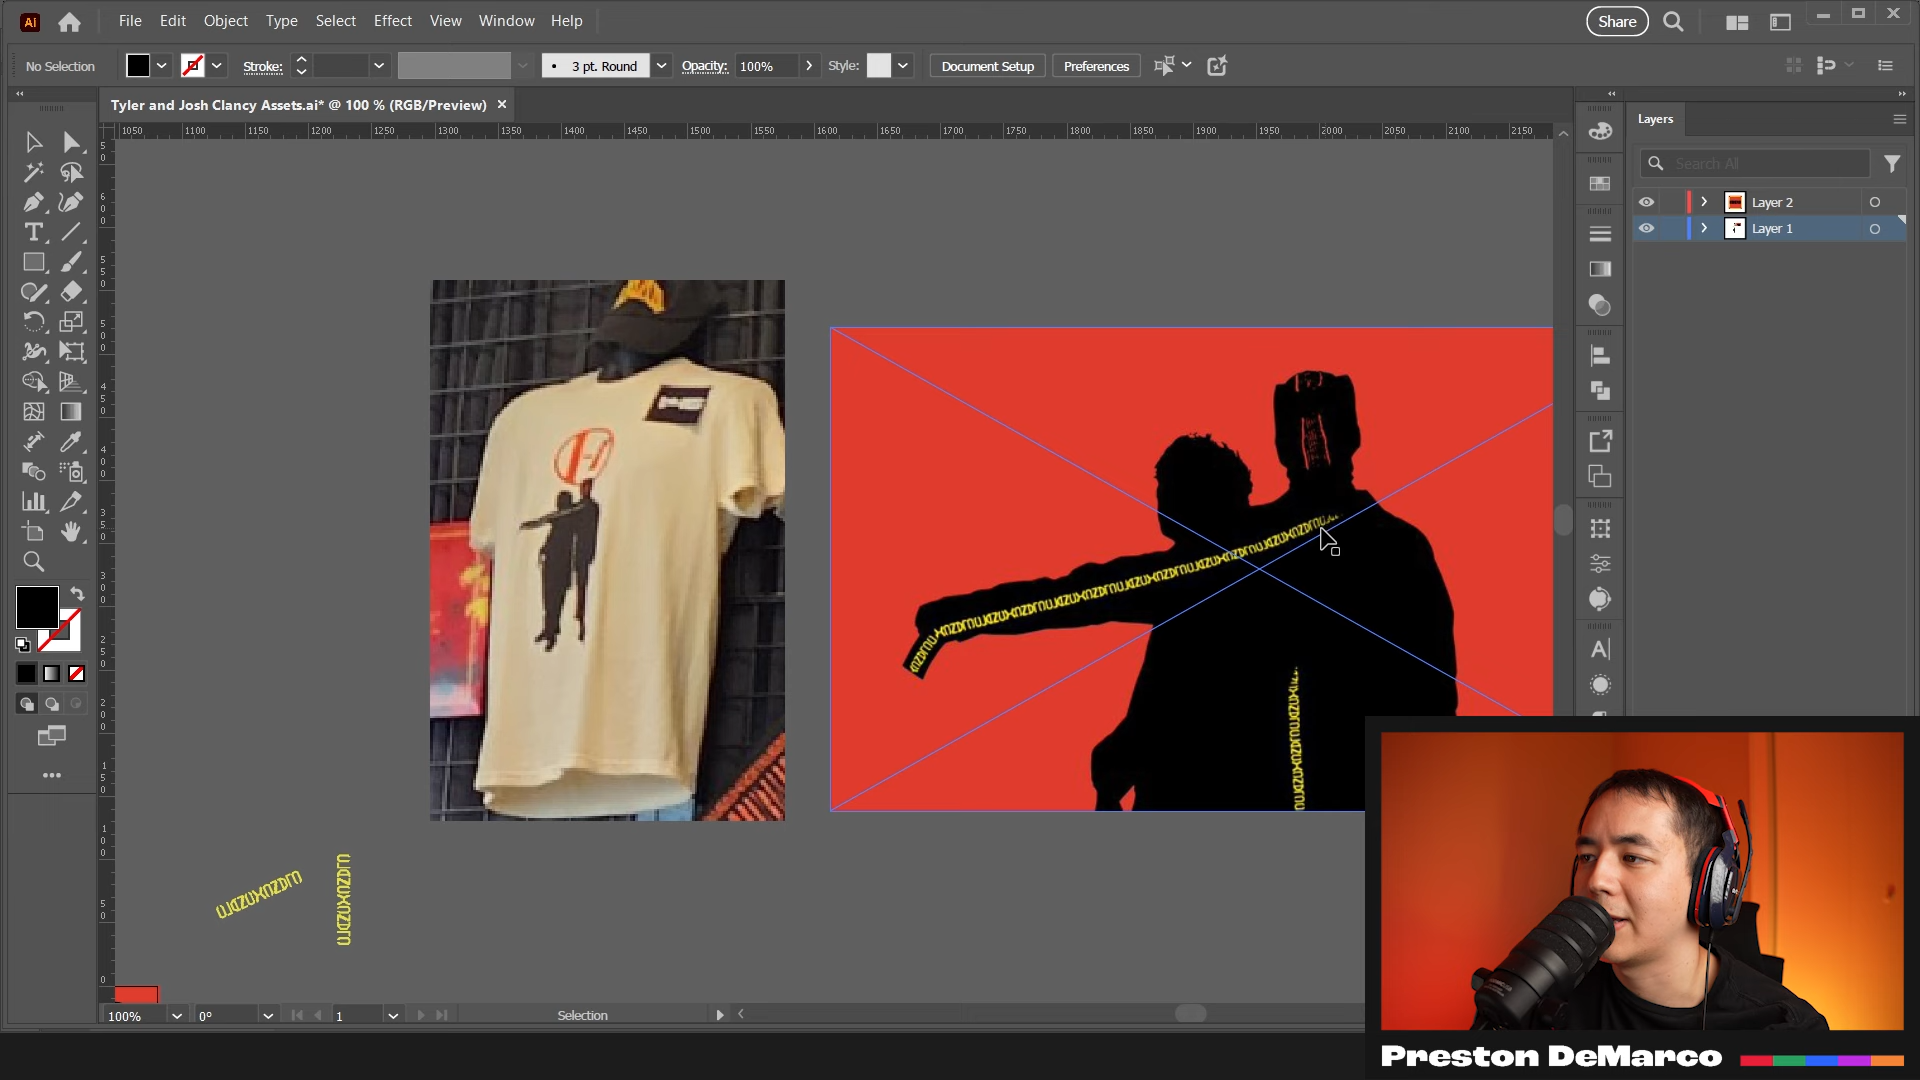 Ai File Edit Object Type Select Effect View Window Help Share
No Selection Stroke: 3 pt. Round Opacity: 100% Style: Document Setup Preferences
Tyler and Josh Clancy Assets.ai* @ 100 % (RGB/Preview)
1050 1100 1150 1200 1250 1300 1350 1400 1450 1500 1550 1600 1650 1700 1750 1800 1850 1900 1950 2000 2050 2100 2150
Layers
Search All
Layer 2
Layer 1
100% 0° 1 Selection
Preston DeMarco